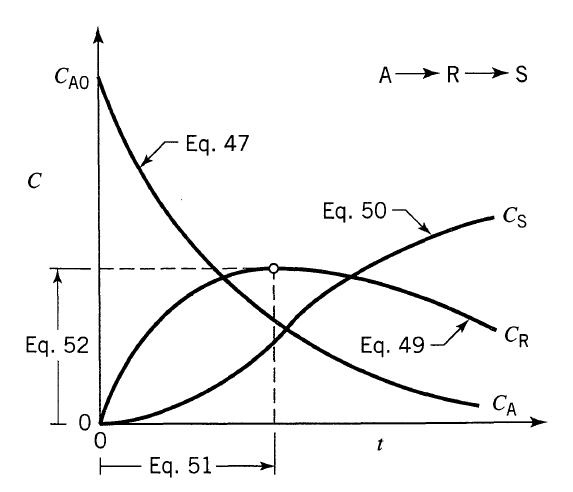 C_A0
A → R → S
Eq. 47
C
Eq. 50
C_S
Eq. 52
Eq. 49
C_R
0
C_A
0
t
Eq. 51